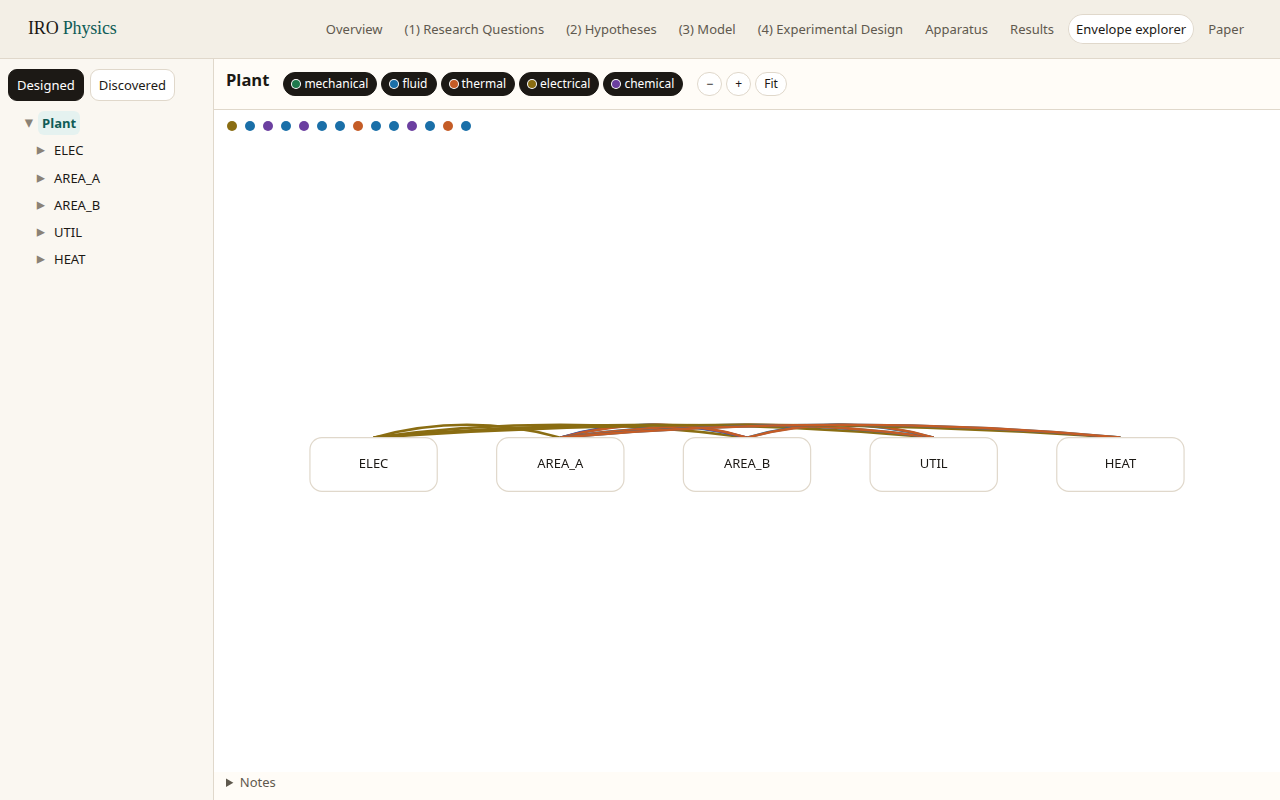 IRO Physics
Overview (1) Research Questions (2) Hypotheses (3) Model (4) Experimental Design Apparatus Results Envelope explorer Paper
Designed Discovered
Plant
ELEC
AREA_A
AREA_B
UTIL
HEAT
Plant mechanical fluid thermal electrical chemical − + Fit
ELEC AREA_A AREA_B UTIL HEAT
Notes